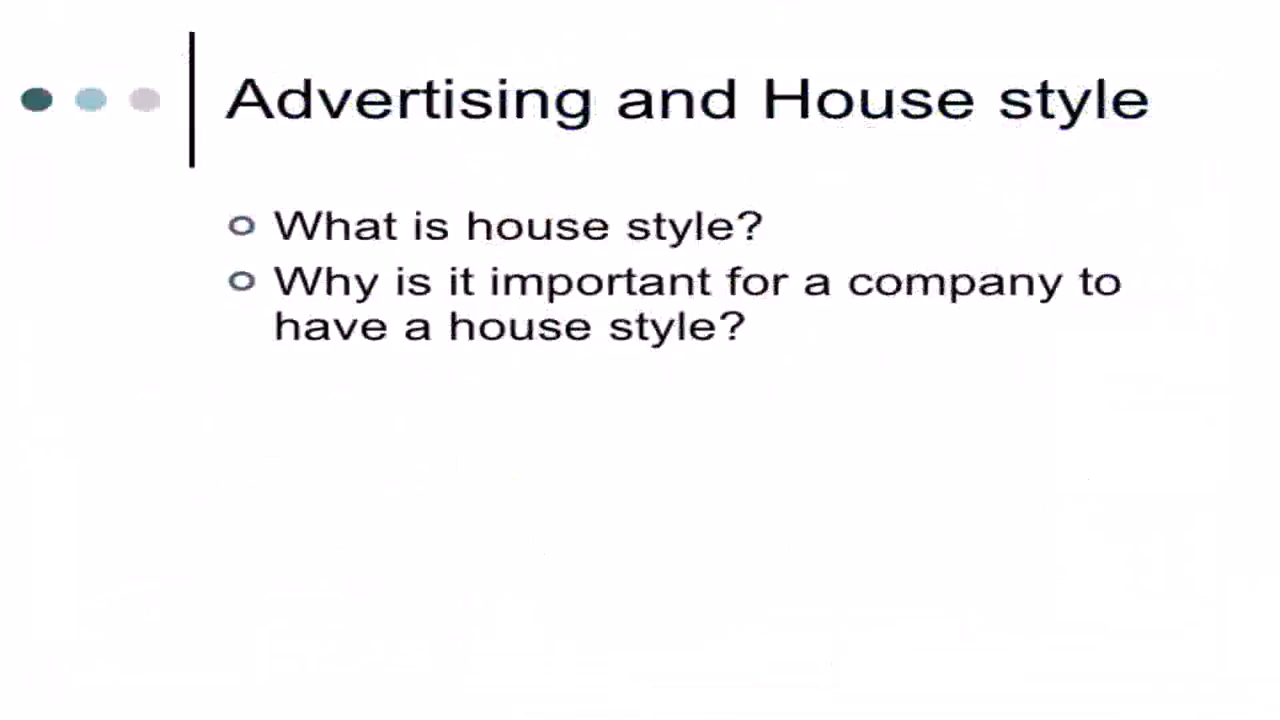 Advertising and House style
What is house style?
Why is it important for a company to
have a house style?